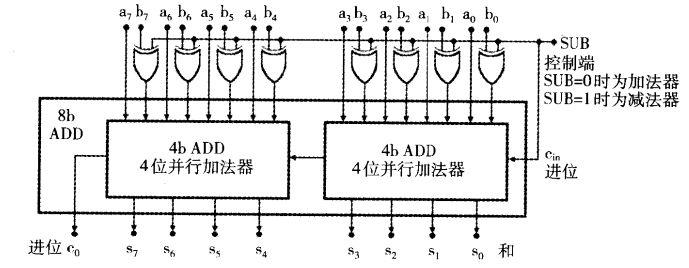 a7 b7 a6 b6 a5 b5 a4 b4 a3 b3 a2 b2 a1 b1 a0 b0
SUB
控制端
SUB=0时为加法器
SUB=1时为减法器
8b
ADD
4b ADD
4位并行加法器
4b ADD
4位并行加法器
cin
进位
进位 c0 s7 s6 s5 s4 s3 s2 s1 s0 和